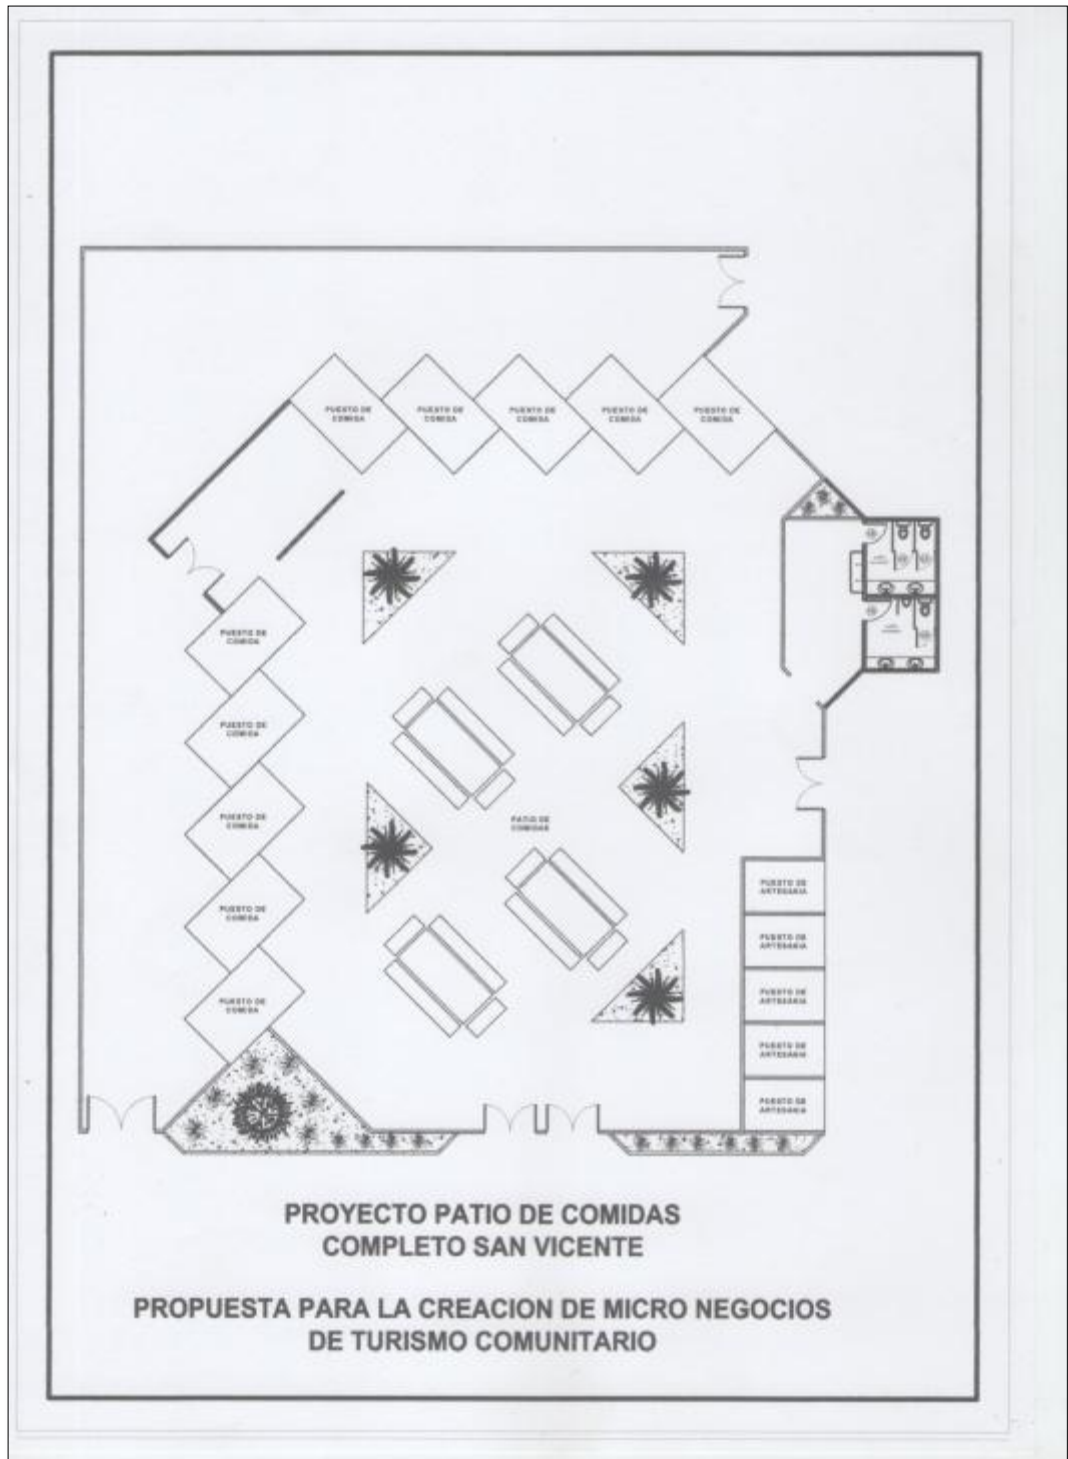 PUESTO DE
COMIDA
PUESTO DE
COMIDA
PUESTO DE
COMIDA
PUESTO DE
COMIDA
PUESTO DE
COMIDA
PUESTO DE
COMIDA
PUESTO DE
COMIDA
PUESTO DE
COMIDA
PUESTO DE
COMIDA
PUESTO DE
COMIDA
PATIO DE
COMIDAS
PUESTO DE
ARTESANIA
PUESTO DE
ARTESANIA
PUESTO DE
ARTESANIA
PUESTO DE
ARTESANIA
PUESTO DE
ARTESANIA
PROYECTO PATIO DE COMIDAS
COMPLETO SAN VICENTE
PROPUESTA PARA LA CREACION DE MICRO NEGOCIOS
DE TURISMO COMUNITARIO